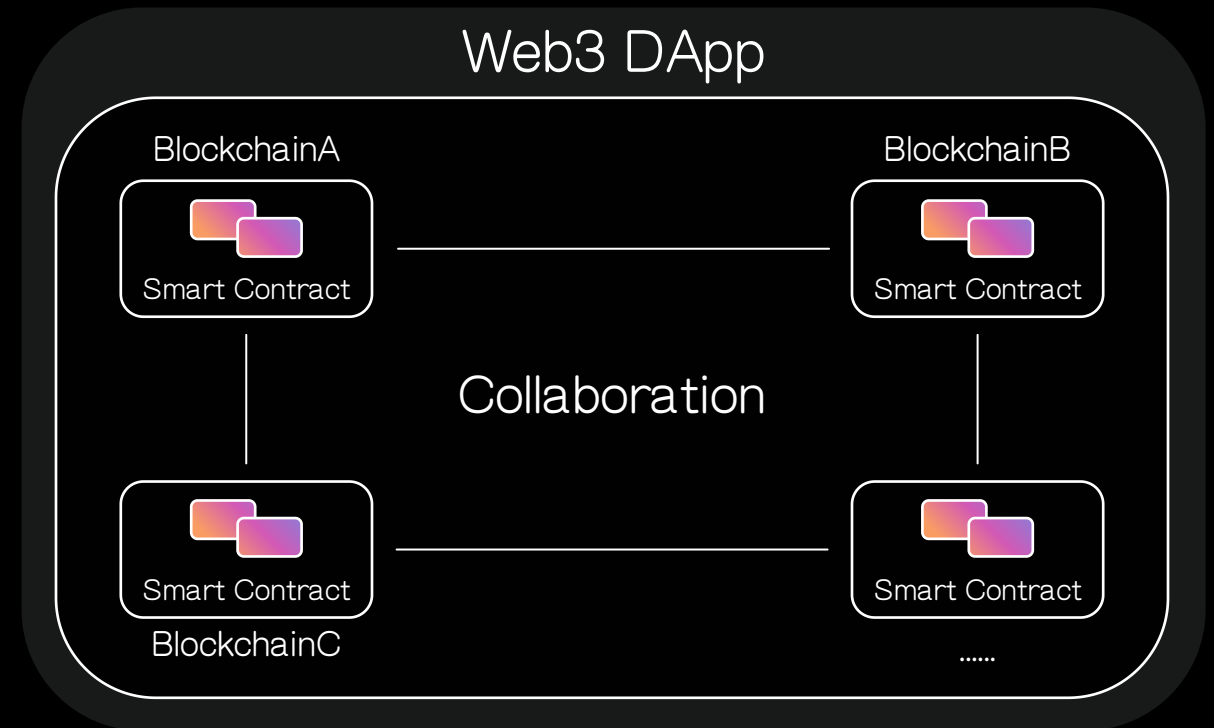 Web3 DApp
BlockchainA
BlockchainB
Smart Contract
Smart Contract
Collaboration
Smart Contract
Smart Contract
BlockchainC
......